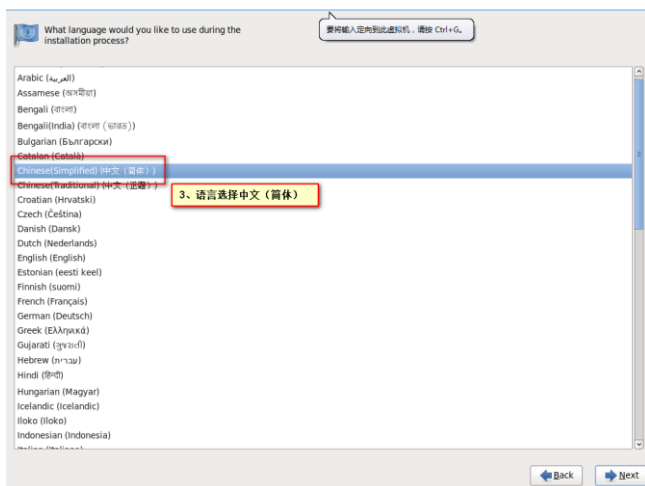 What language would you like to use during the
installation process?
要将输入定向到此虚拟机，请按 Ctrl+G。
Arabic (العربية)
Assamese (অসমীয়া)
Bengali (বাংলা)
Bengali(India) (বাংলা (ভারত))
Bulgarian (Български)
Catalan (Català)
Chinese(Simplified) (中文（简体）)
Chinese(Traditional) (中文（正體）)
3、语言选择中文（简体）
Croatian (Hrvatski)
Czech (Čeština)
Danish (Dansk)
Dutch (Nederlands)
English (English)
Estonian (eesti keel)
Finnish (suomi)
French (Français)
German (Deutsch)
Greek (Ελληνικά)
Gujarati (ગુજરાતી)
Hebrew (עברית)
Hindi (हिन्दी)
Hungarian (Magyar)
Icelandic (Icelandic)
Iloko (Iloko)
Indonesian (Indonesia)
Italian (Italiano)
Back
Next